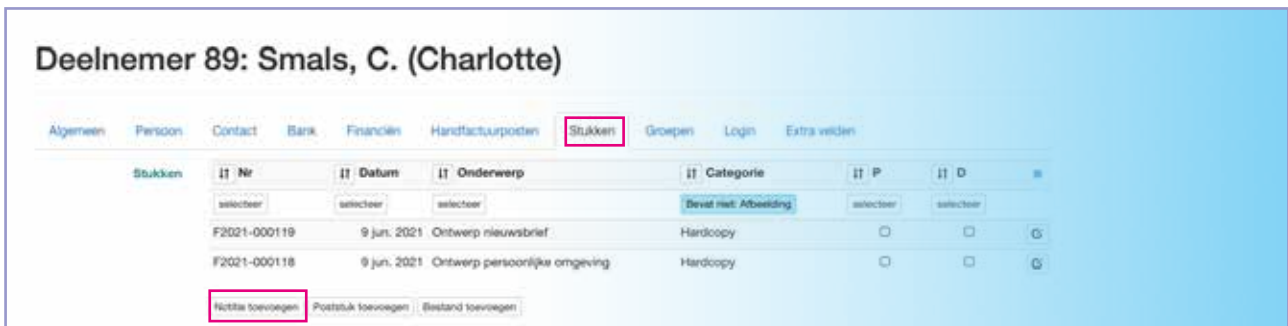 Deelnemer 89: Smals, C. (Charlotte)
Algemeen Persoon Contact Bank Financiën Handfactuurposten Stukken Groepen Login Extra velden
Stukken Nr Datum Onderwerp Categorie P D
selecteer selecteer selecteer Bevat niet: Afbeelding selecteer selecteer
F2021-000119 9 jun. 2021 Ontwerp nieuwsbrief Hardcopy
F2021-000118 9 jun. 2021 Ontwerp persoonlijke omgeving Hardcopy
Notitie toevoegen Poststuk toevoegen Bestand toevoegen